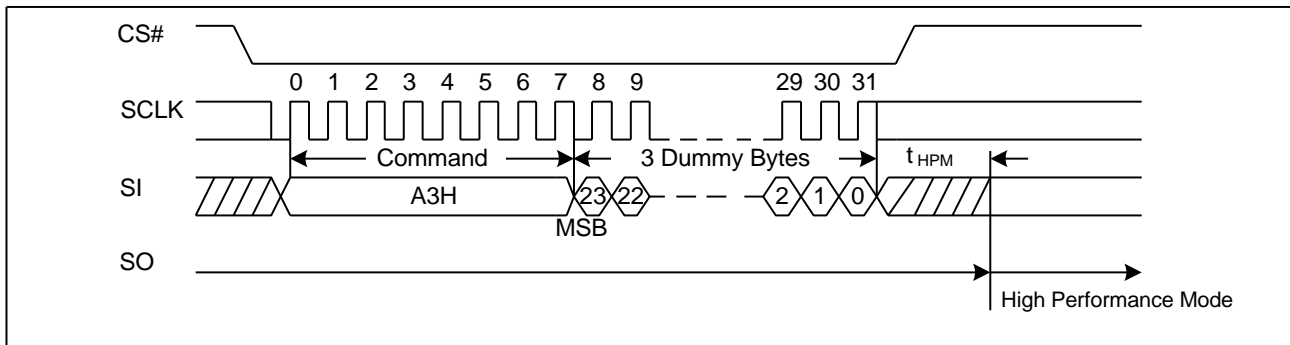 CS#
0 1 2 3 4 5 6 7 8 9 29 30 31
SCLK
Command 3 Dummy Bytes t HPM
SI A3H 23 22 2 1 0
MSB
SO
High Performance Mode